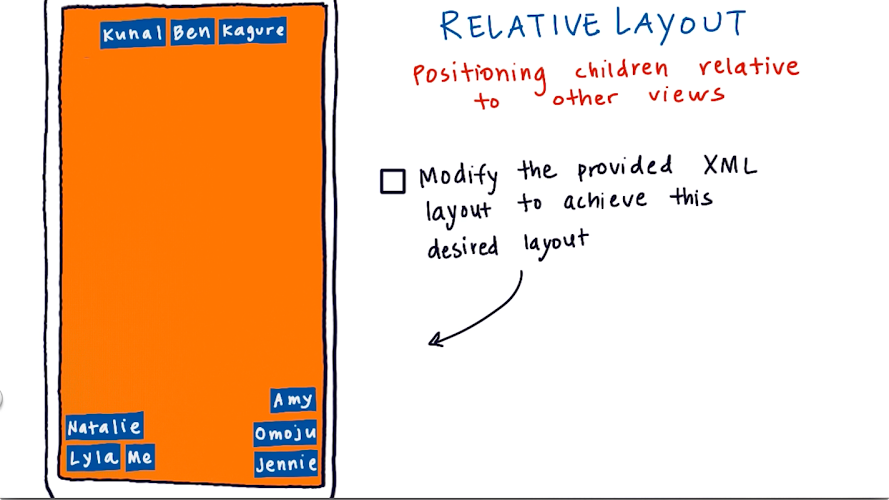 Kunal Ben Kagure
RELATIVE LAYOUT
Positioning children relative
to other views
Modify the provided XML
layout to achieve this
desired layout
Amy
Natalie
Omoju
Lyla Me
Jennie